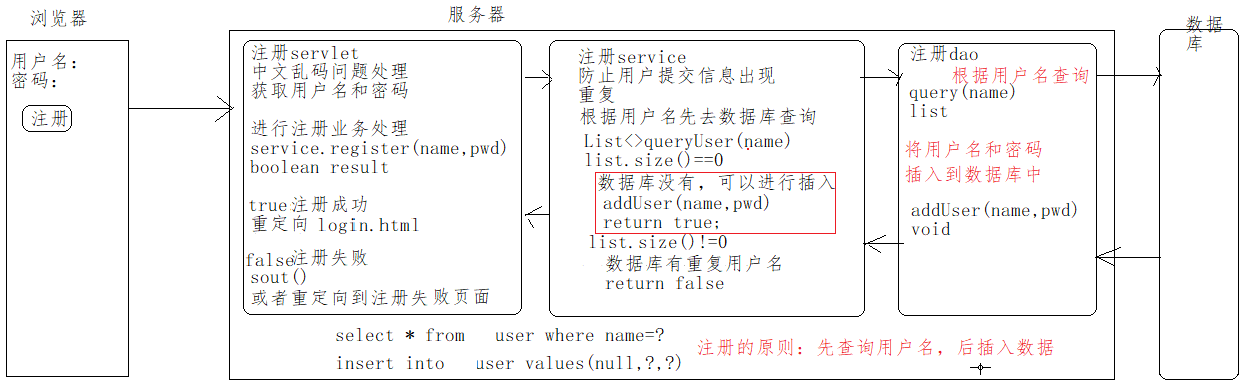 浏览器
用户名：
密码：
注册
服务器
注册servlet
中文乱码问题处理
获取用户名和密码
进行注册业务处理
service.register(name,pwd)
boolean result
true注册成功
重定向 login.html
false注册失败
sout()
或者重定向到注册失败页面
注册service
防止用户提交信息出现
重复
根据用户名先去数据库查询
List<>queryUser(name)
list.size()==0
数据库没有，可以进行插入
addUser(name,pwd)
return true;
list.size()!=0
数据库有重复用户名
return false
注册dao
根据用户名查询
query(name)
list
将用户名和密码
插入到数据库中
addUser(name,pwd)
void
数据
库
select * from user where name=?
insert into user values(null,?,?)
注册的原则：先查询用户名，后插入数据